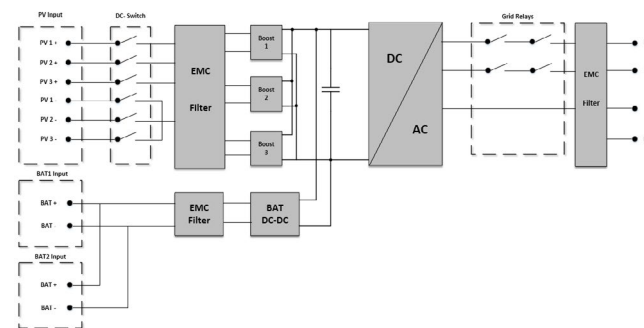 PV Input
DC- Switch
Grid Relays
PV 1 +
PV 2 +
PV 3 +
PV 1
PV 2 -
PV 3 -
EMC
Filter
Boost
1
Boost
2
Boost
3
DC
AC
EMC
Filter
BAT1 Input
BAT +
BAT
EMC
Filter
BAT
DC-DC
BAT2 Input
BAT +
BAT -